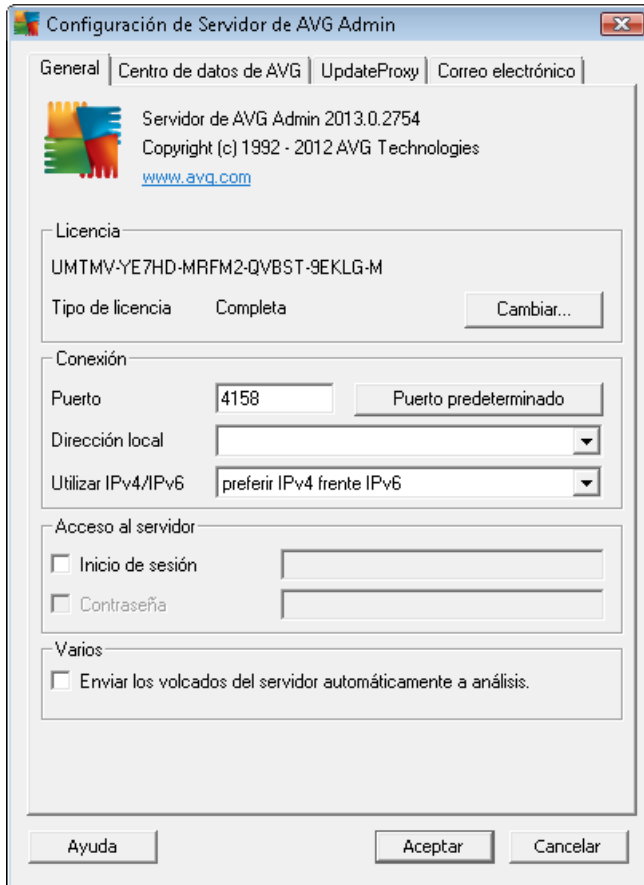 Configuración de Servidor de AVG Admin
General Centro de datos de AVG UpdateProxy Correo electrónico
Servidor de AVG Admin 2013.0.2754
Copyright (c) 1992 - 2012 AVG Technologies
www.avg.com
Licencia
UMTMV-YE7HD-MRFM2-QVBST-9EKLG-M
Tipo de licencia Completa Cambiar...
Conexión
Puerto 4158 Puerto predeterminado
Dirección local
Utilizar IPv4/IPv6 preferir IPv4 frente IPv6
Acceso al servidor
Inicio de sesión
Contraseña
Varios
Enviar los volcados del servidor automáticamente a análisis.
Ayuda Aceptar Cancelar